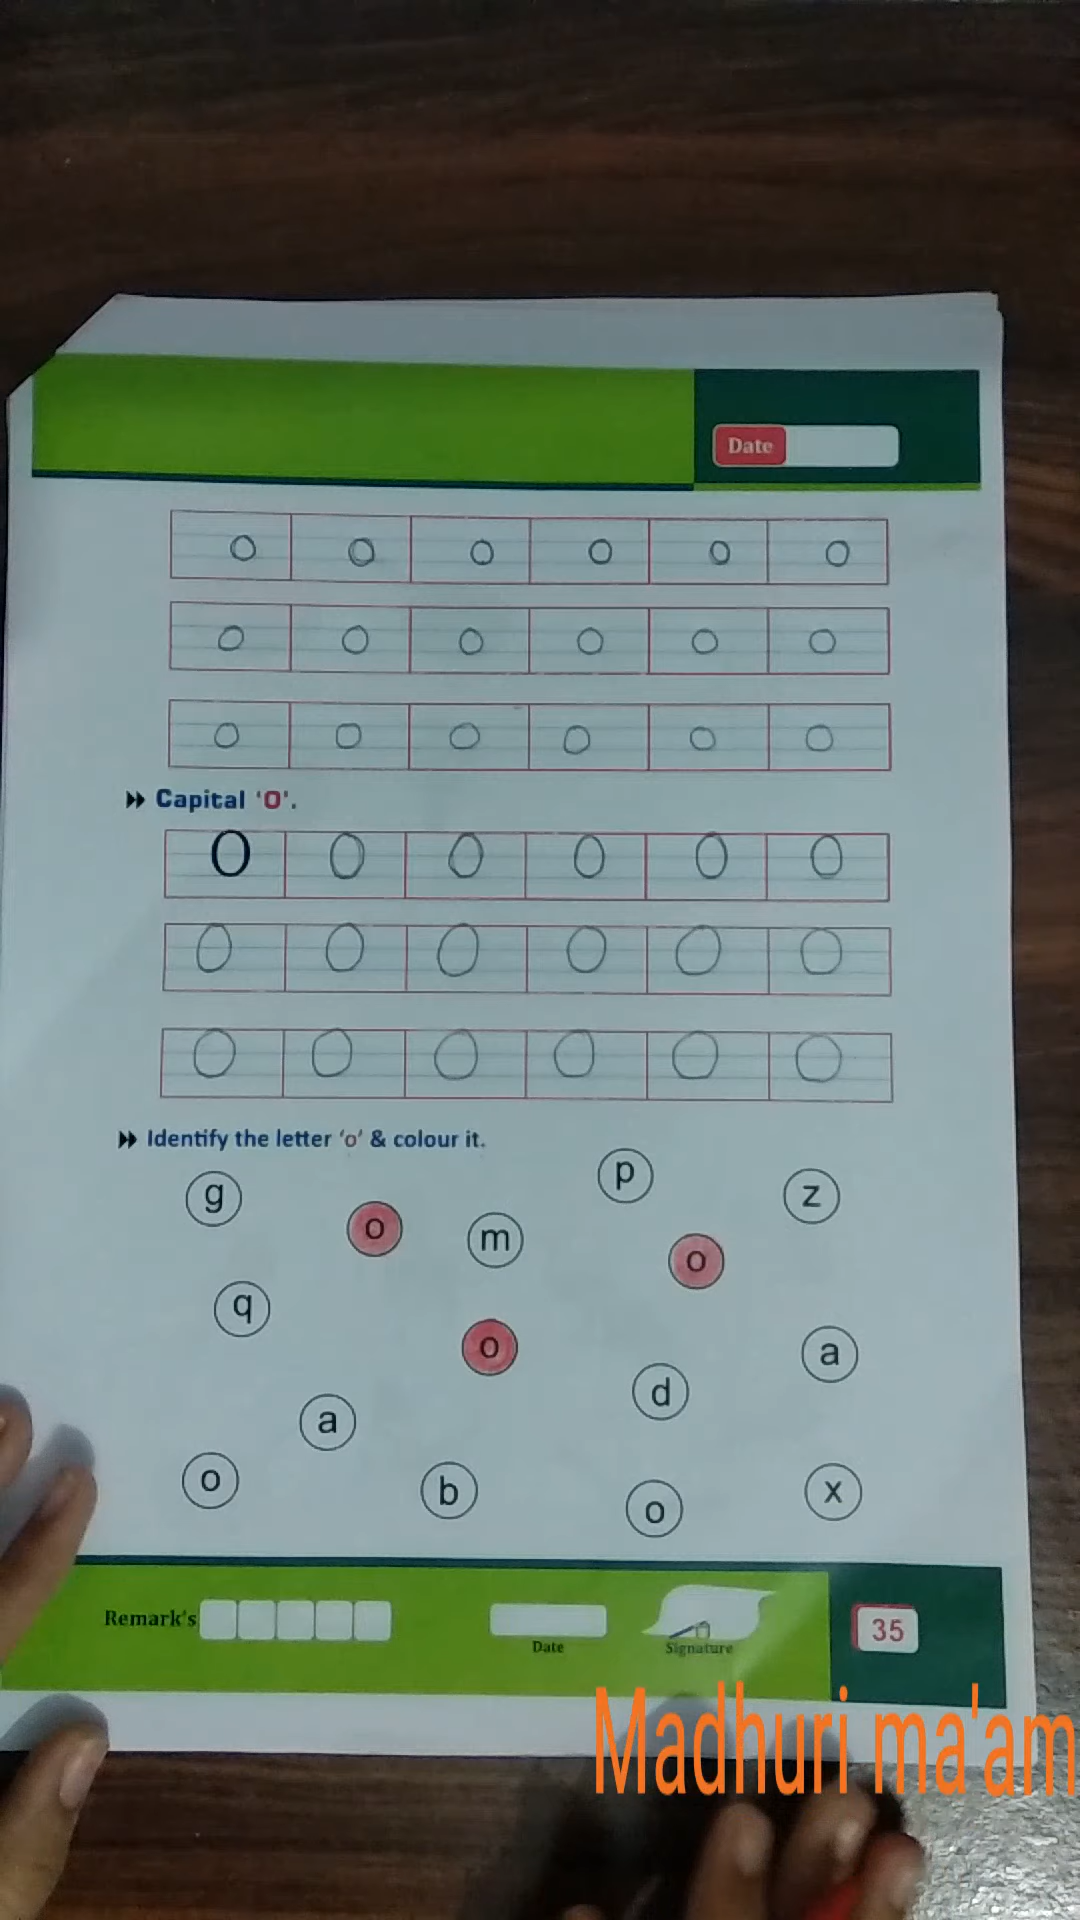 Date
o o o o o o
o o o o o o
o o o o o o
Capital 'O'.
O O O O O O
O O O O O O
O O O O O O
Identify the letter 'o' & colour it.
g o m p z
q o o a
a d
o b o x
Remark's
Date
Signature
35
Madhuri ma'am